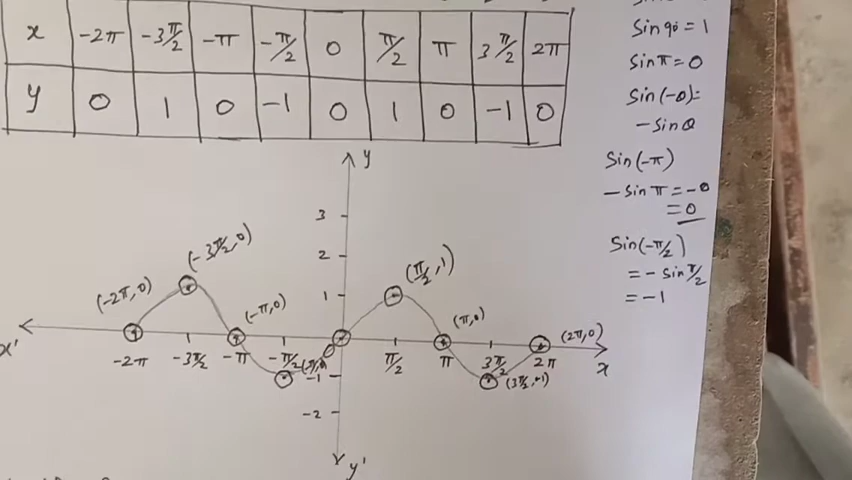 x -2π -3π/2 -π -π/2 0 π/2 π 3π/2 2π
y 0 1 0 -1 0 1 0 -1 0
Sin 90 = 1
Sin π = 0
Sin(-θ) =
- Sin θ
Sin(-π)
- Sin π = -0
= 0
Sin(-π/2)
= - Sin π/2
= -1
y
3
2
1
(-2π, 0)
(-3π/2, 0)
(-π, 0)
(π/2, 1)
(π, 0)
(2π, 0)
x'
-2π
-3π/2
-π
-π/2
π/2
π
3π/2
2π
x
(3π/2, -1)
-1
-2
y'